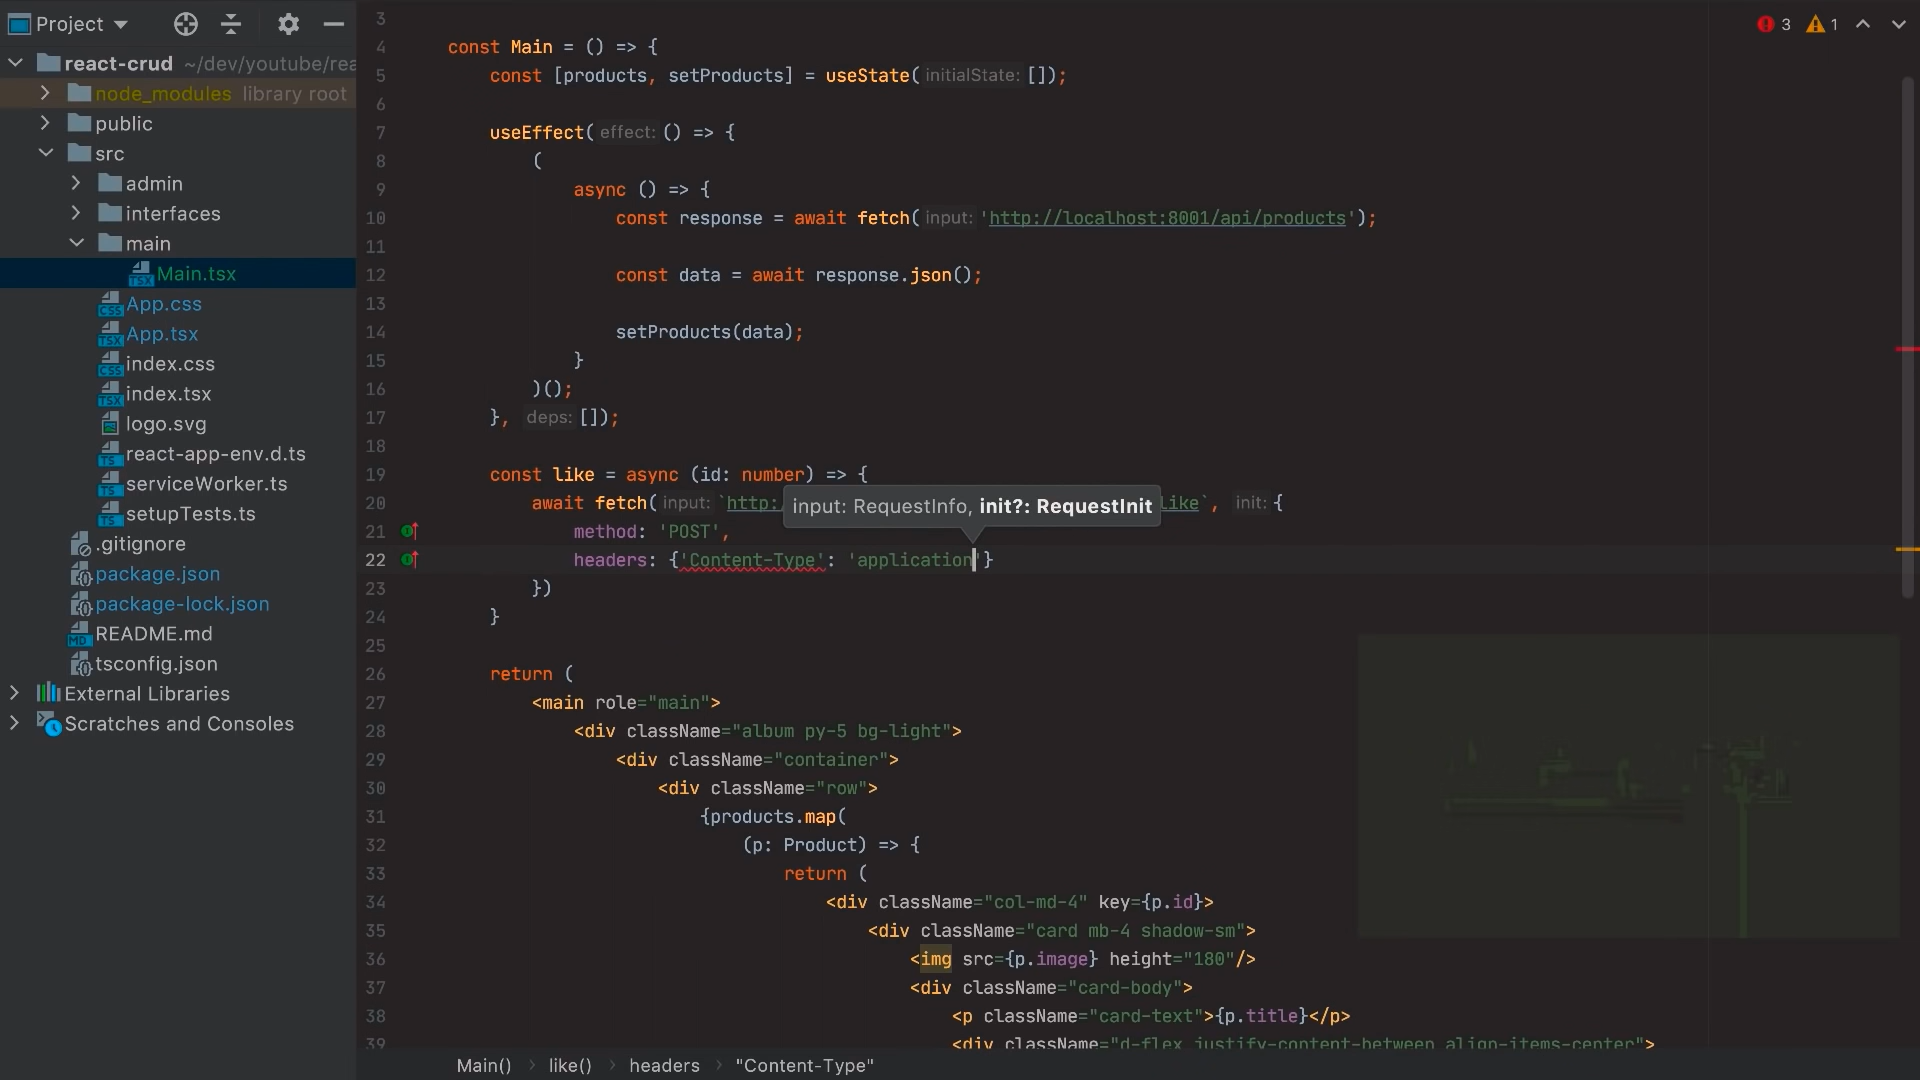 Project
react-crud ~/dev/youtube/rea
node_modules library root
public
src
admin
interfaces
main
Main.tsx
App.css
App.tsx
index.css
index.tsx
logo.svg
react-app-env.d.ts
serviceWorker.ts
setupTests.ts
.gitignore
package.json
package-lock.json
README.md
tsconfig.json
External Libraries
Scratches and Consoles
3 1
3
4 const Main = () => {
5 const [products, setProducts] = useState( initialState: []);
6
7 useEffect( effect: () => {
8 (
9 async () => {
10 const response = await fetch( input: 'http://localhost:8001/api/products');
11
12 const data = await response.json();
13
14 setProducts(data);
15 }
16 )();
17 }, deps: []);
18
19 const like = async (id: number) => {
input: RequestInfo, init?: RequestInit
20 await fetch( input: `http: like`, init: {
21 method: 'POST',
22 headers: {'Content-Type': 'application'}
23 })
24 }
25
26 return (
27 <main role="main">
28 <div className="album py-5 bg-light">
29 <div className="container">
30 <div className="row">
31 {products.map(
32 (p: Product) => {
33 return (
34 <div className="col-md-4" key={p.id}>
35 <div className="card mb-4 shadow-sm">
36 <img src={p.image} height="180"/>
37 <div className="card-body">
38 <p className="card-text">{p.title}</p>
39 <div className="d-flex justify-content-between align-items-center">
Main() like() headers "Content-Type"